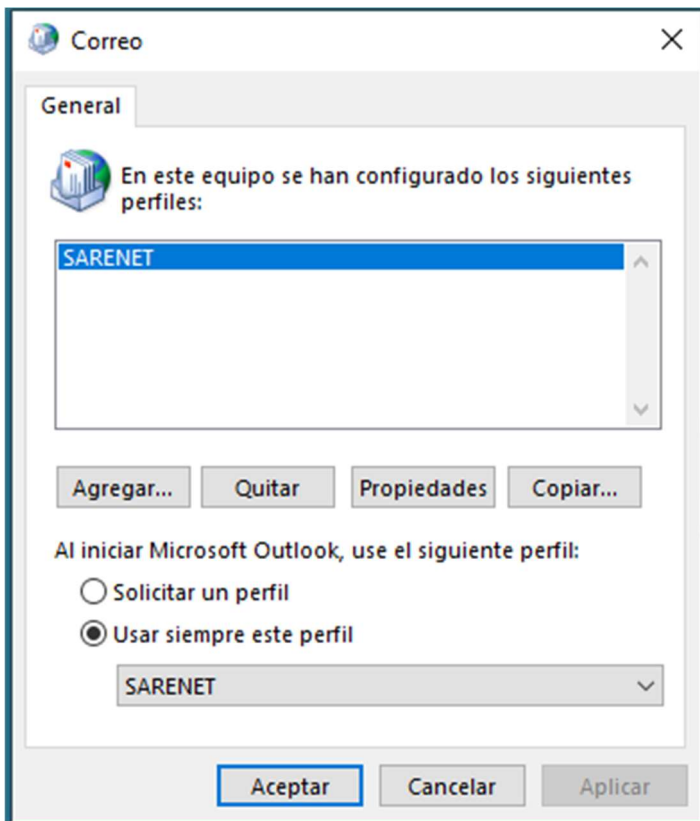 Correo
General
En este equipo se han configurado los siguientes
perfiles:
SARENET
Agregar...
Quitar
Propiedades
Copiar...
Al iniciar Microsoft Outlook, use el siguiente perfil:
Solicitar un perfil
Usar siempre este perfil
SARENET
Aceptar
Cancelar
Aplicar